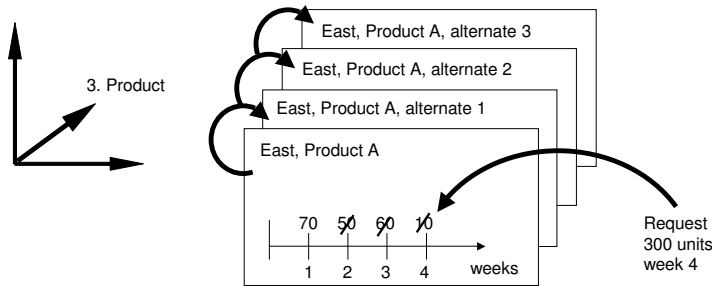 East, Product A, alternate 3
East, Product A, alternate 2
3. Product
East, Product A, alternate 1
East, Product A
70 50 60 10
1 2 3 4 weeks
Request
300 units
week 4